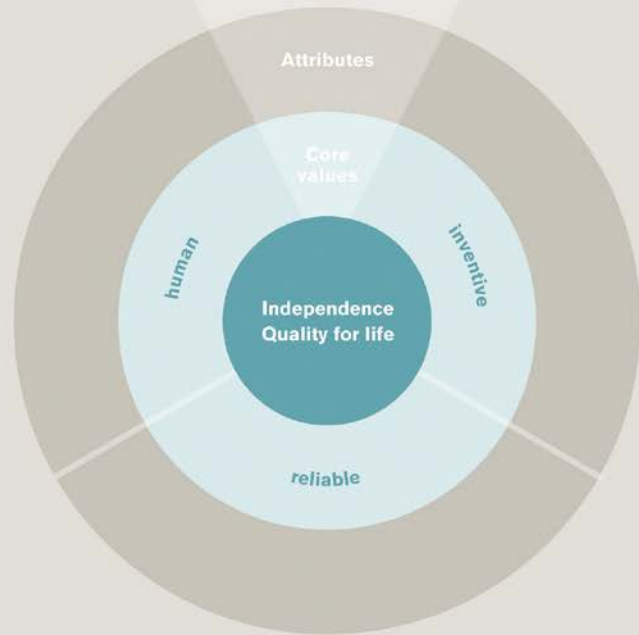 Attributes
Core
values
human
inventive
Independence
Quality for life
reliable